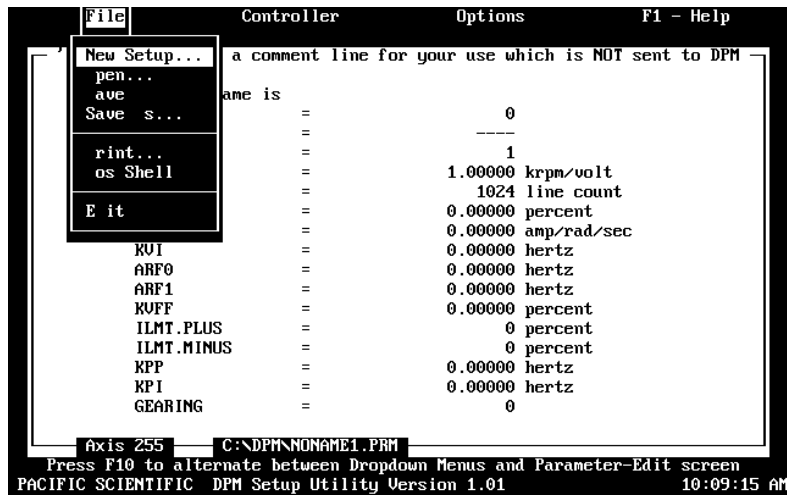 File Controller Options F1 - Help
New Setup... a comment line for your use which is NOT sent to DPM
pen...
ave ame is
Save s... = 0
= ----
rint... = 1
os Shell = 1.00000 krpm/volt
= 1024 line count
E it = 0.00000 percent
= 0.00000 amp/rad/sec
KVI = 0.00000 hertz
ARF0 = 0.00000 hertz
ARF1 = 0.00000 hertz
KVFF = 0.00000 percent
ILMT.PLUS = 0 percent
ILMT.MINUS = 0 percent
KPP = 0.00000 hertz
KPI = 0.00000 hertz
GEARING = 0
Axis 255 C:\DPM\NONAME1.PRM
Press F10 to alternate between Dropdown Menus and Parameter-Edit screen
PACIFIC SCIENTIFIC DPM Setup Utility Version 1.01 10:09:15 AM